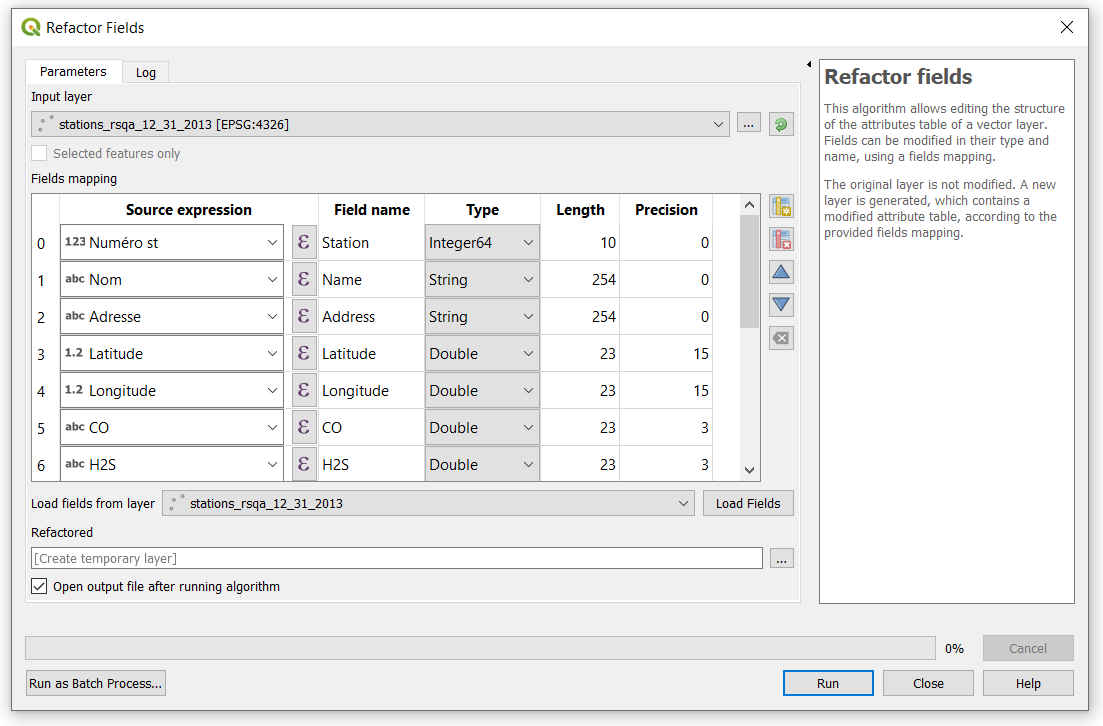 Refactor Fields
Parameters
Log
Input layer
stations_rsqa_12_31_2013 [EPSG:4326]
...
Selected features only
Fields mapping
Source expression Field name Type Length Precision
0 123 Numéro st ε Station Integer64 10 0
1 abc Nom ε Name String 254 0
2 abc Adresse ε Address String 254 0
3 1.2 Latitude ε Latitude Double 23 15
4 1.2 Longitude ε Longitude Double 23 15
5 abc CO ε CO Double 23 3
6 abc H2S ε H2S Double 23 3
Load fields from layer stations_rsqa_12_31_2013 Load Fields
Refactored
[Create temporary layer] ...
Open output file after running algorithm
Refactor fields
This algorithm allows editing the structure
of the attributes table of a vector layer.
Fields can be modified in their type and
name, using a fields mapping.
The original layer is not modified. A new
layer is generated, which contains a
modified attribute table, according to the
provided fields mapping.
0% Cancel
Run as Batch Process... Run Close Help